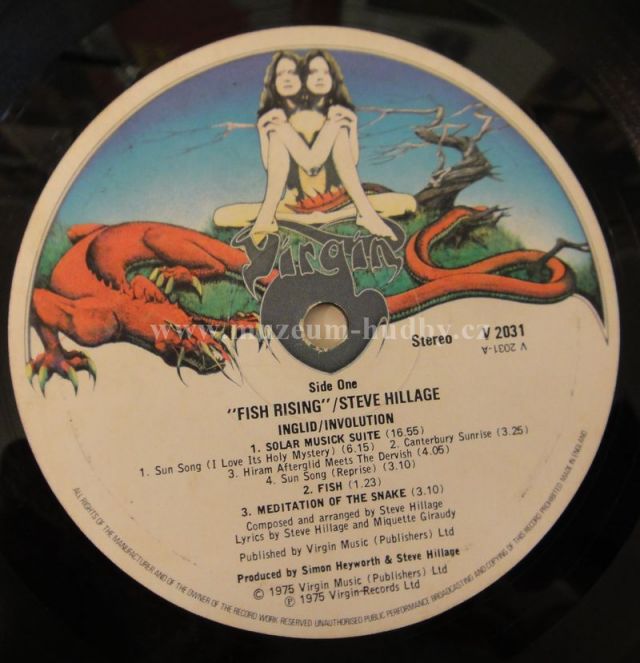 Virgin
www.muzeum-hudby.cz
Stereo V 2031
V 2031-A
Side One
"FISH RISING"/STEVE HILLAGE
INGLID/INVOLUTION
1. SOLAR MUSICK SUITE (16.55)
1. Sun Song (I Love Its Holy Mystery) (6.15) 2. Canterbury Sunrise (3.25)
3. Hiram Afterglid Meets The Dervish (4.05)
4. Sun Song (Reprise) (3.10)
2. FISH (1.23)
3. MEDITATION OF THE SNAKE (3.10)
Composed and arranged by Steve Hillage
Lyrics by Steve Hillage and Miquette Giraudy
Published by Virgin Music (Publishers) Ltd
Produced by Simon Heyworth & Steve Hillage
© 1975 Virgin Music (Publishers) Ltd
℗ 1975 Virgin Records Ltd
ALL RIGHTS OF THE MANUFACTURER AND OF THE OWNER OF THE RECORD WORK RESERVED UNAUTHORISED PUBLIC PERFORMANCE BROADCASTING AND COPYING OF THIS RECORD PROHIBITED MADE IN ENGLAND